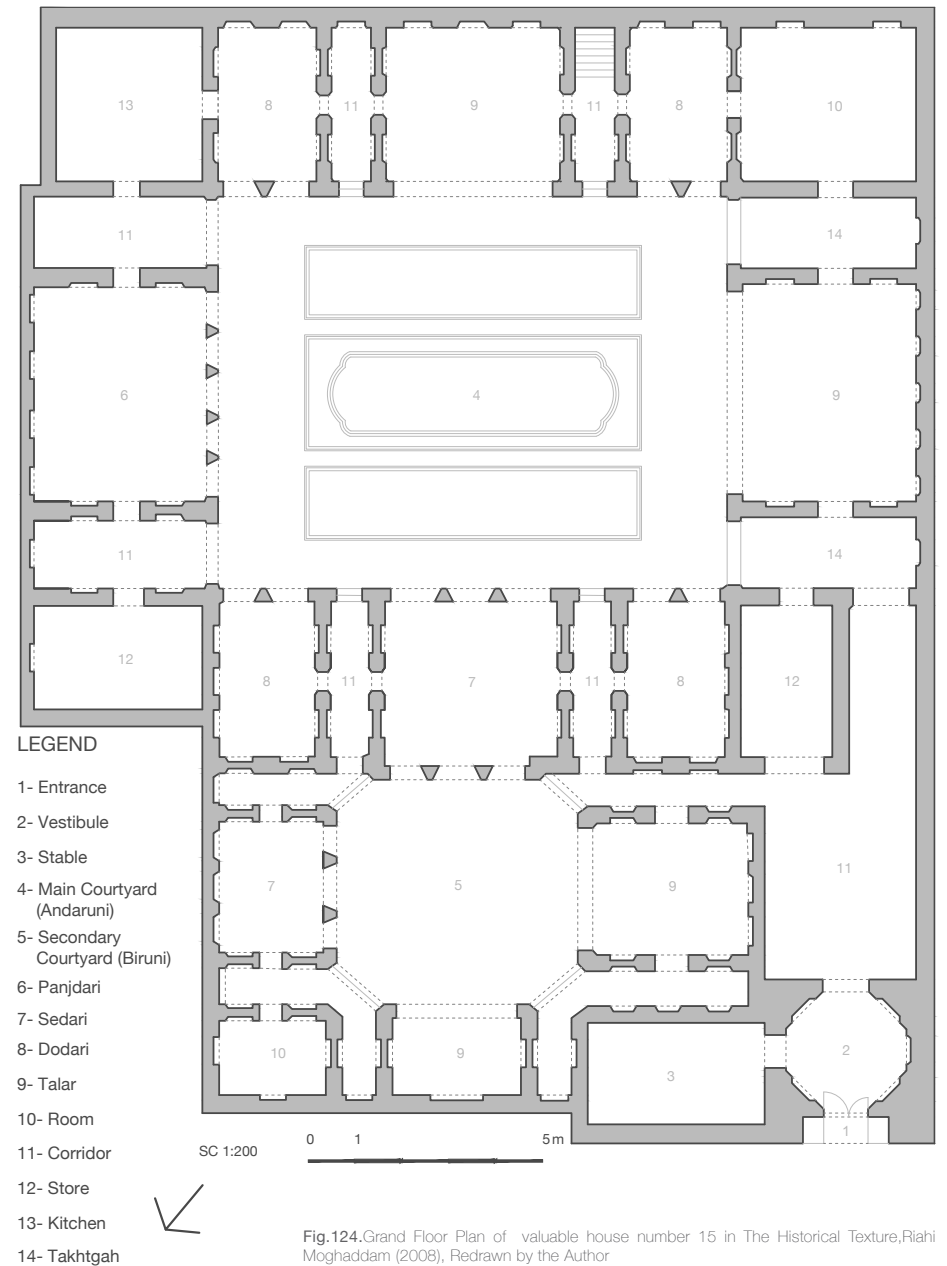 13
8
11
9
11
8
10
11
14
6
4
9
11
14
12
8
11
7
11
8
12
LEGEND
1- Entrance
2- Vestibule
3- Stable
4- Main Courtyard
(Andaruni)
5- Secondary
Courtyard (Biruni)
6- Panjdari
7- Sedari
8- Dodari
9- Talar
10- Room
11- Corridor
12- Store
13- Kitchen
14- Takhtgah
7
5
9
11
10
9
3
2
1
SC 1:200
0 1 5m
Fig.124.Grand Floor Plan of valuable house number 15 in The Historical Texture,Riahi
Moghaddam (2008), Redrawn by the Author